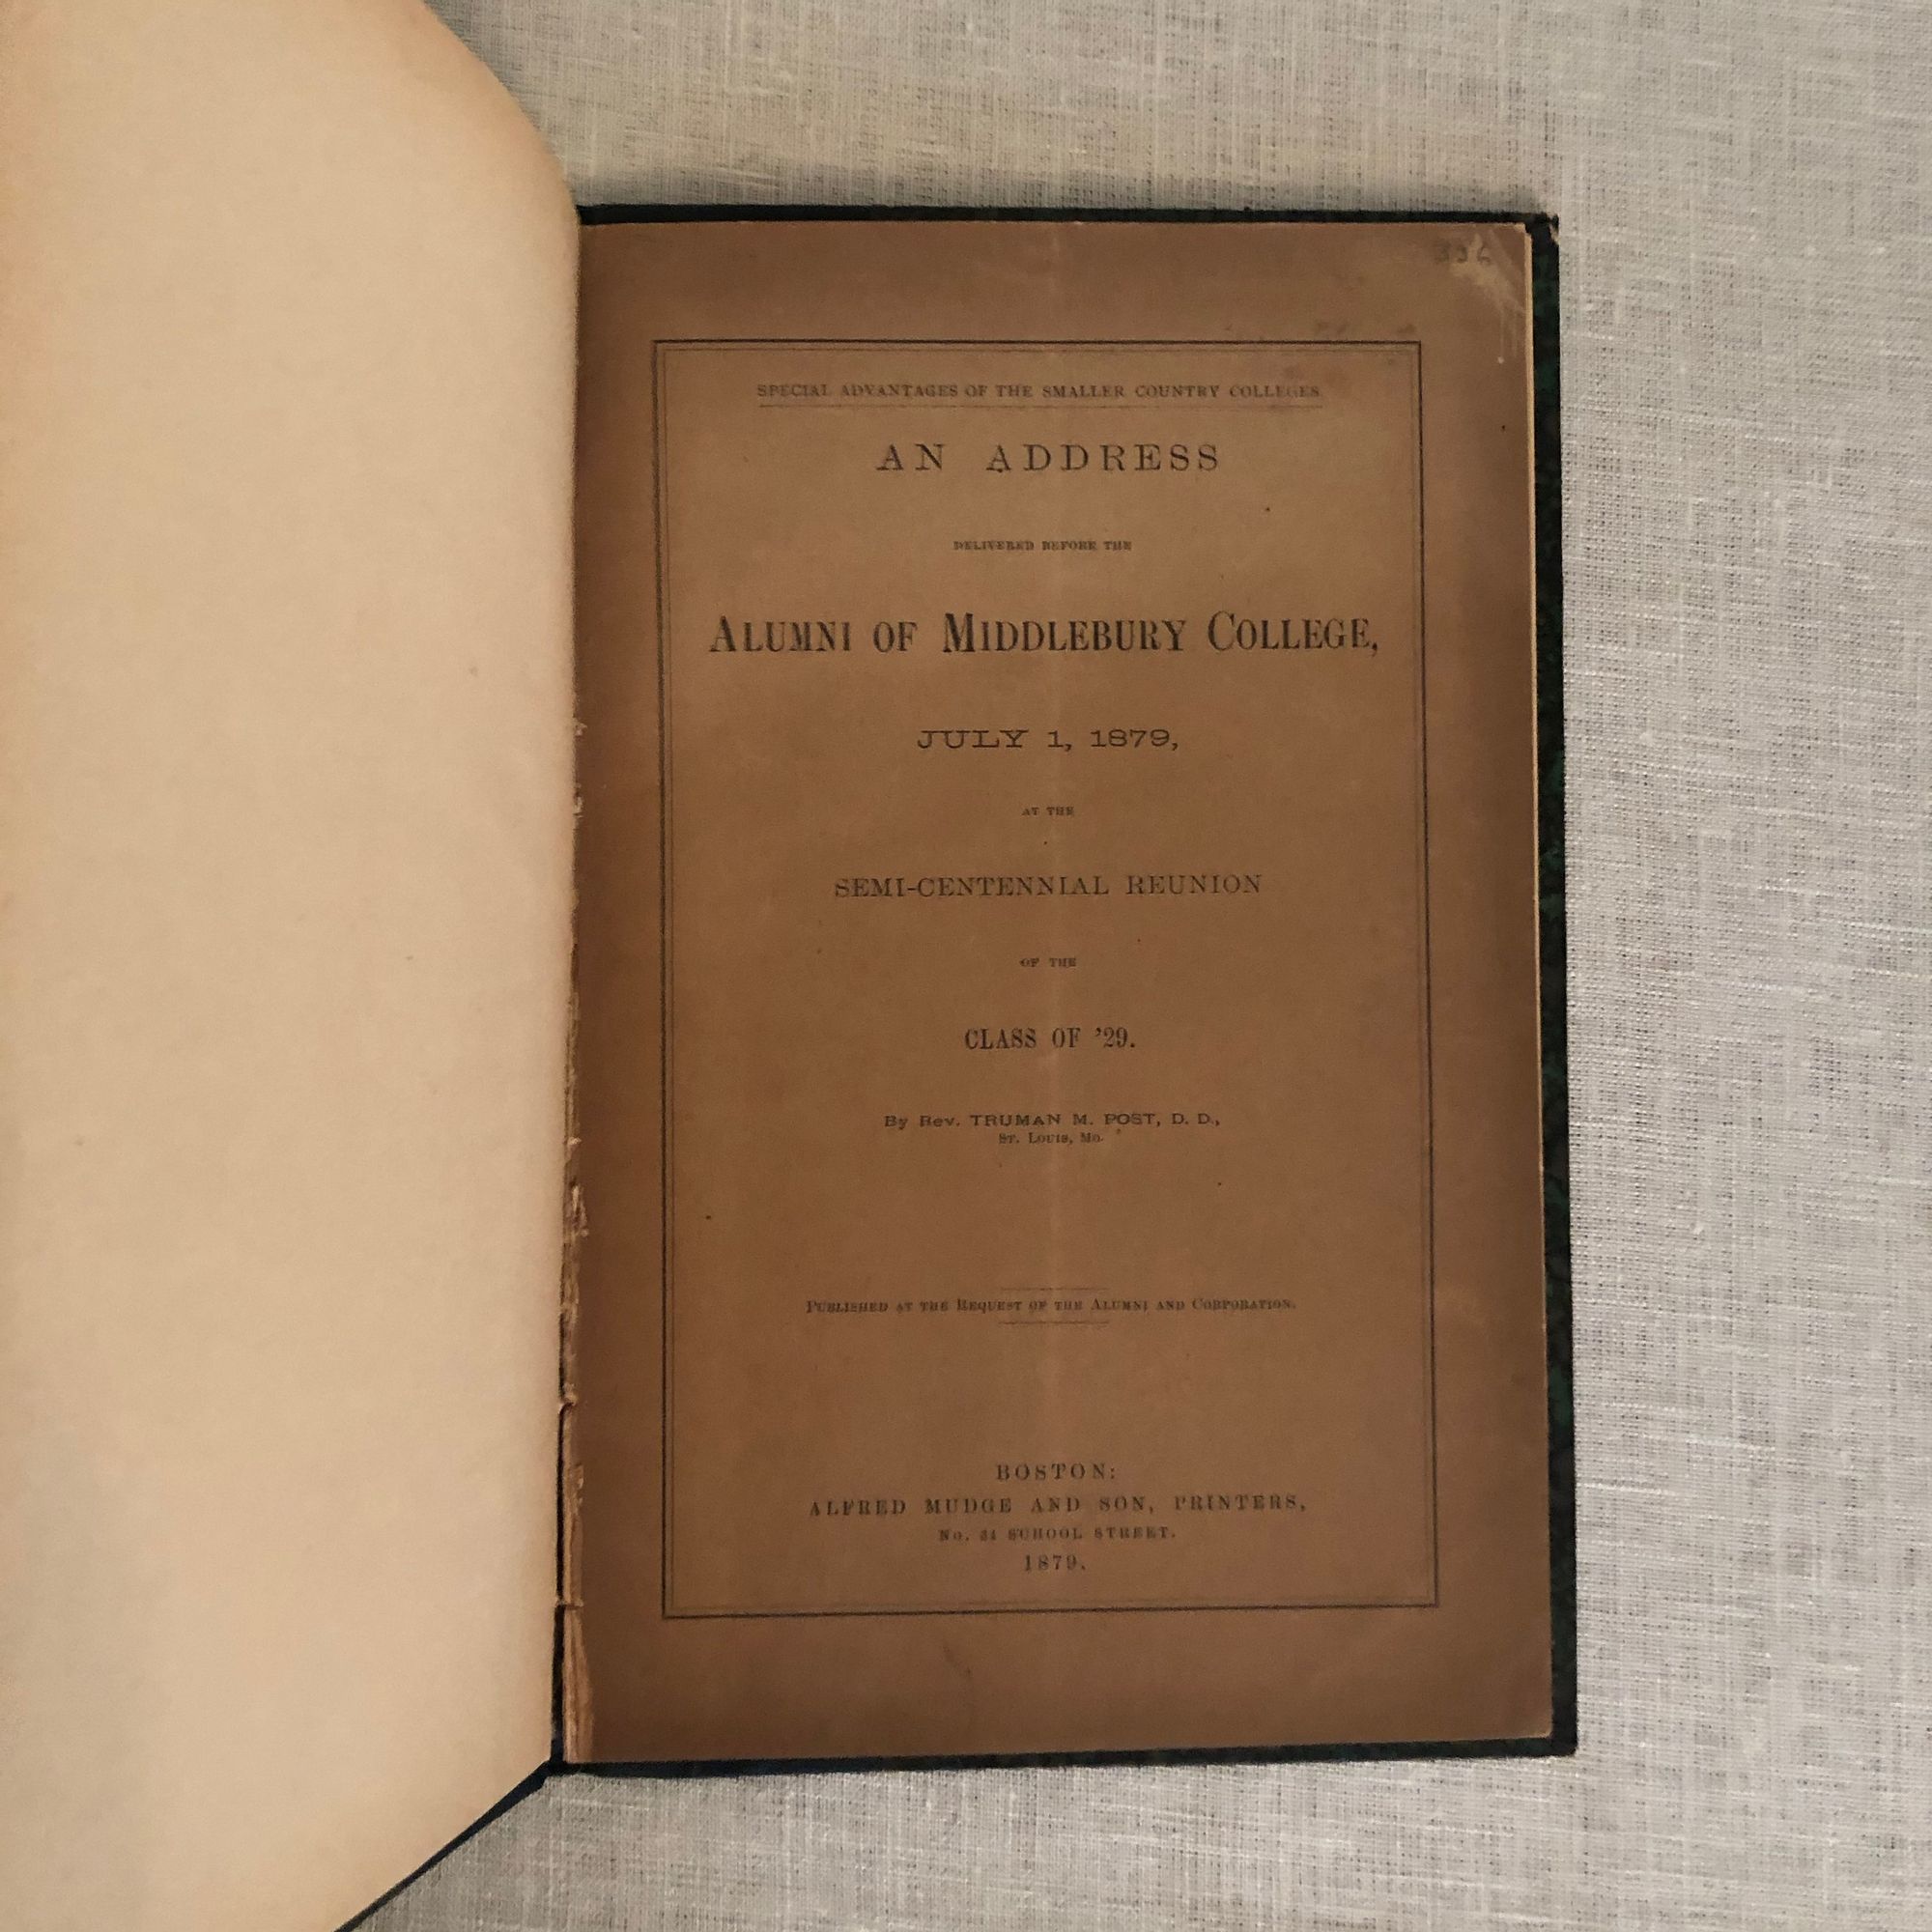 SPECIAL ADVANTAGES OF THE SMALLER COUNTRY COLLEGES
AN ADDRESS
DELIVERED BEFORE THE
ALUMNI OF MIDDLEBURY COLLEGE,
JULY 1, 1879,
AT THE
SEMI-CENTENNIAL REUNION
OF THE
CLASS OF '29.
By Rev. TRUMAN M. POST, D. D.,
ST. LOUIS, MO.
PUBLISHED AT THE REQUEST OF THE ALUMNI AND CORPORATION.
BOSTON:
ALFRED MUDGE AND SON, PRINTERS,
No. 34 SCHOOL STREET.
1879.